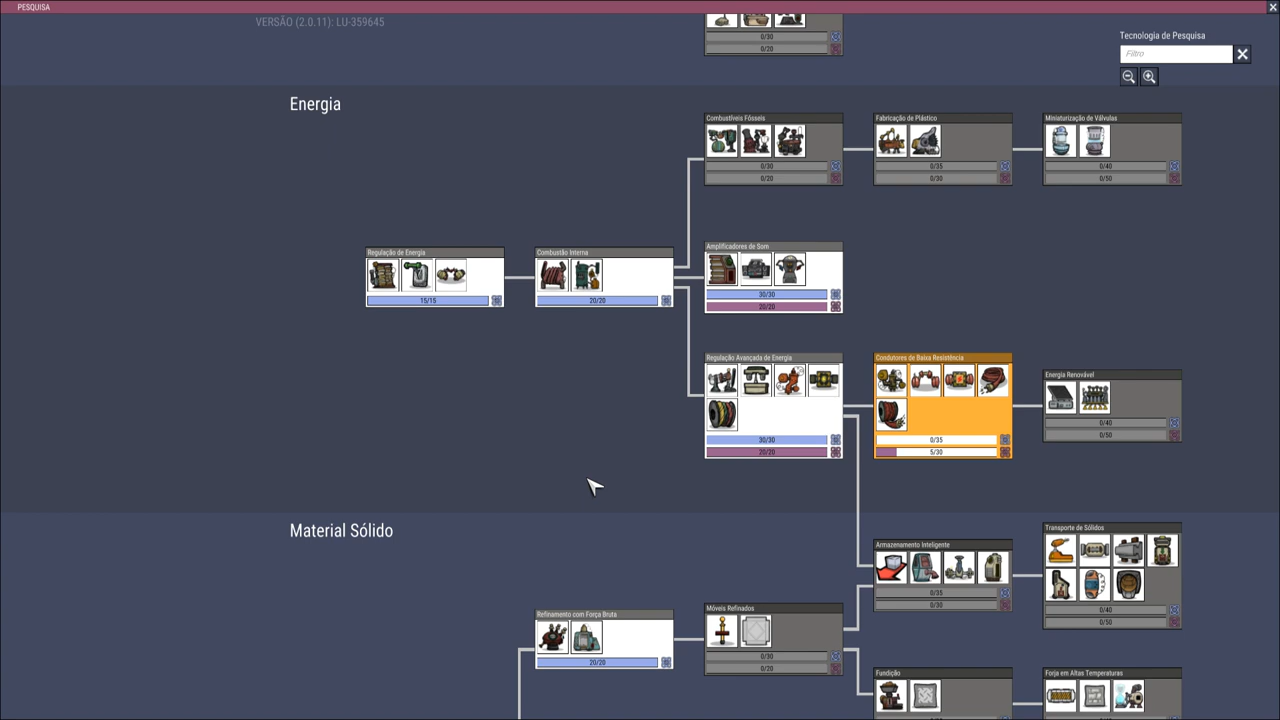 PESQUISA
VERSÃO (2.0.11): LU-359645
0/30
0/20
Tecnologia de Pesquisa
Filtro
Energia
Combustíveis Fósseis
0/30
0/20
Fabricação de Plástico
0/35
0/30
Miniaturização de Válvulas
0/40
0/50
Regulação de Energia
15/15
Combustão Interna
20/20
Amplificadores de Som
30/30
20/20
Regulação Avançada de Energia
30/30
20/20
Condutores de Baixa Resistência
0/35
5/30
Energia Renovável
0/40
0/50
Material Sólido
Armazenamento Inteligente
0/35
0/30
Transporte de Sólidos
0/40
0/50
Refinamento com Força Bruta
20/20
Móveis Refinados
0/30
0/20
Fundição
Forja em Altas Temperaturas